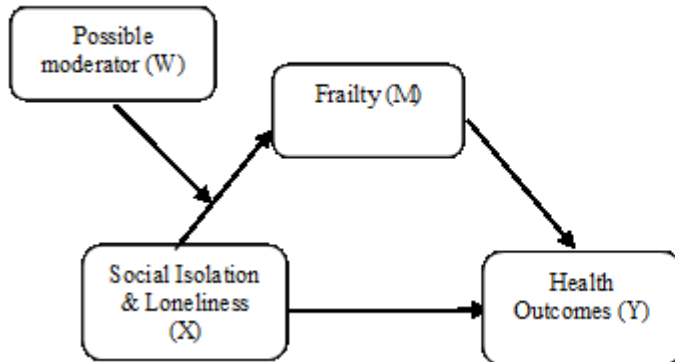 Possible
moderator (W)
Frailty (M)
Social Isolation
& Loneliness
(X)
Health
Outcomes (Y)